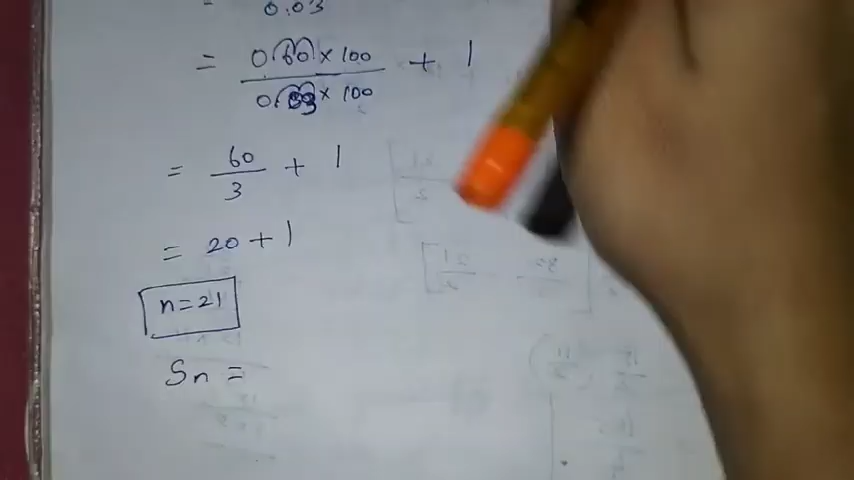 = 0.03
= 0.60 × 100 / 0.03 × 100 + 1
= 60/3 + 1
= 20 + 1
n = 21
Sn =